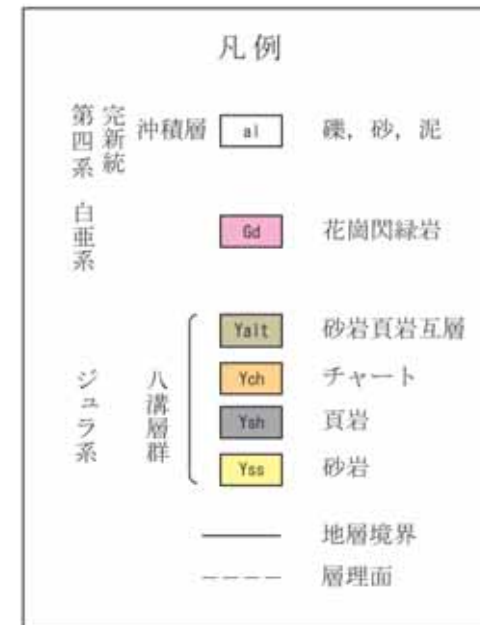 凡例
第四系 完新統 沖積層 al 礫，砂，泥
白亜系 Gd 花崗閃緑岩
ジュラ系 八溝層群
Yalt 砂岩頁岩互層
Ych チャート
Ysh 頁岩
Yss 砂岩
地層境界
層理面